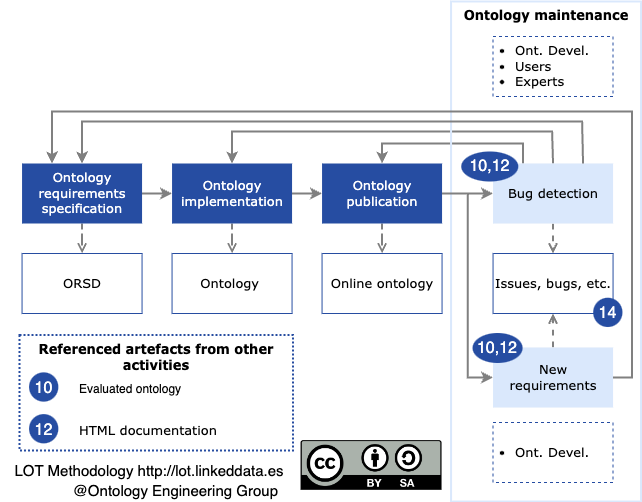 Ontology maintenance
• Ont. Devel.
• Users
• Experts
Ontology
requirements
specification
Ontology
implementation
Ontology
publication
10,12
Bug detection
ORSD
Ontology
Online ontology
Issues, bugs, etc.
14
10,12
New
requirements
Referenced artefacts from other
activities
10
Evaluated ontology
12
HTML documentation
• Ont. Devel.
LOT Methodology http://lot.linkeddata.es
@Ontology Engineering Group
cc
BY SA